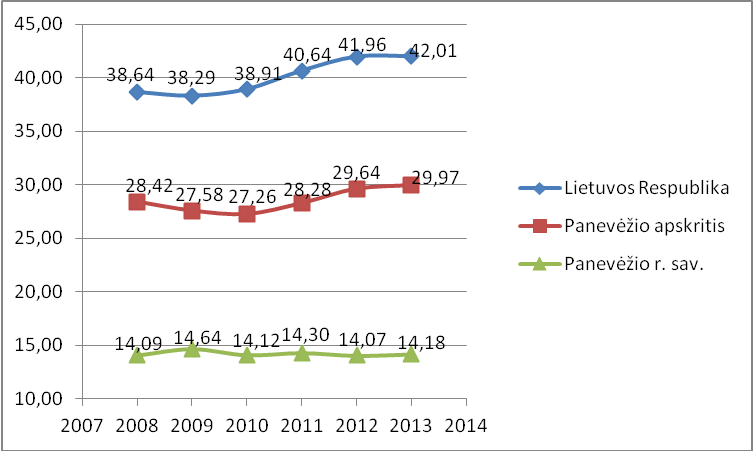 45,00
40,00
35,00
30,00
25,00
20,00
15,00
10,00
38,64 38,29 38,91 40,64 41,96 42,01
28,42 27,58 27,26 28,28 29,64 29,97
14,09 14,64 14,12 14,30 14,07 14,18
2007 2008 2009 2010 2011 2012 2013 2014
Lietuvos Respublika
Panevėžio apskritis
Panevėžio r. sav.